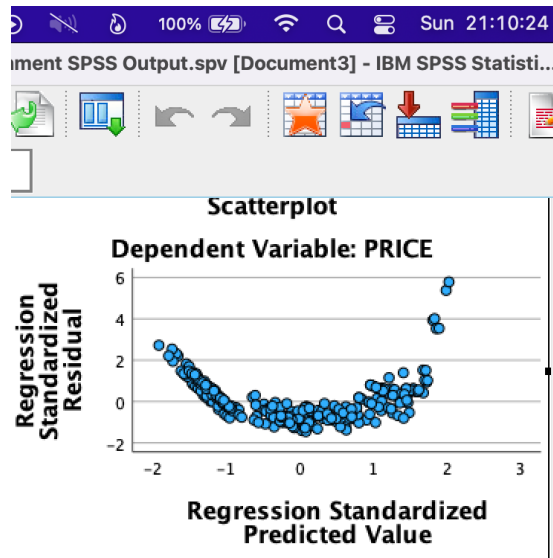 100% Sun 21:10:24
ment SPSS Output.spv [Document3] - IBM SPSS Statisti...
Scatterplot
Dependent Variable: PRICE
Regression
Standardized
Residual
6
4
2
0
-2
-2 -1 0 1 2 3
Regression Standardized
Predicted Value